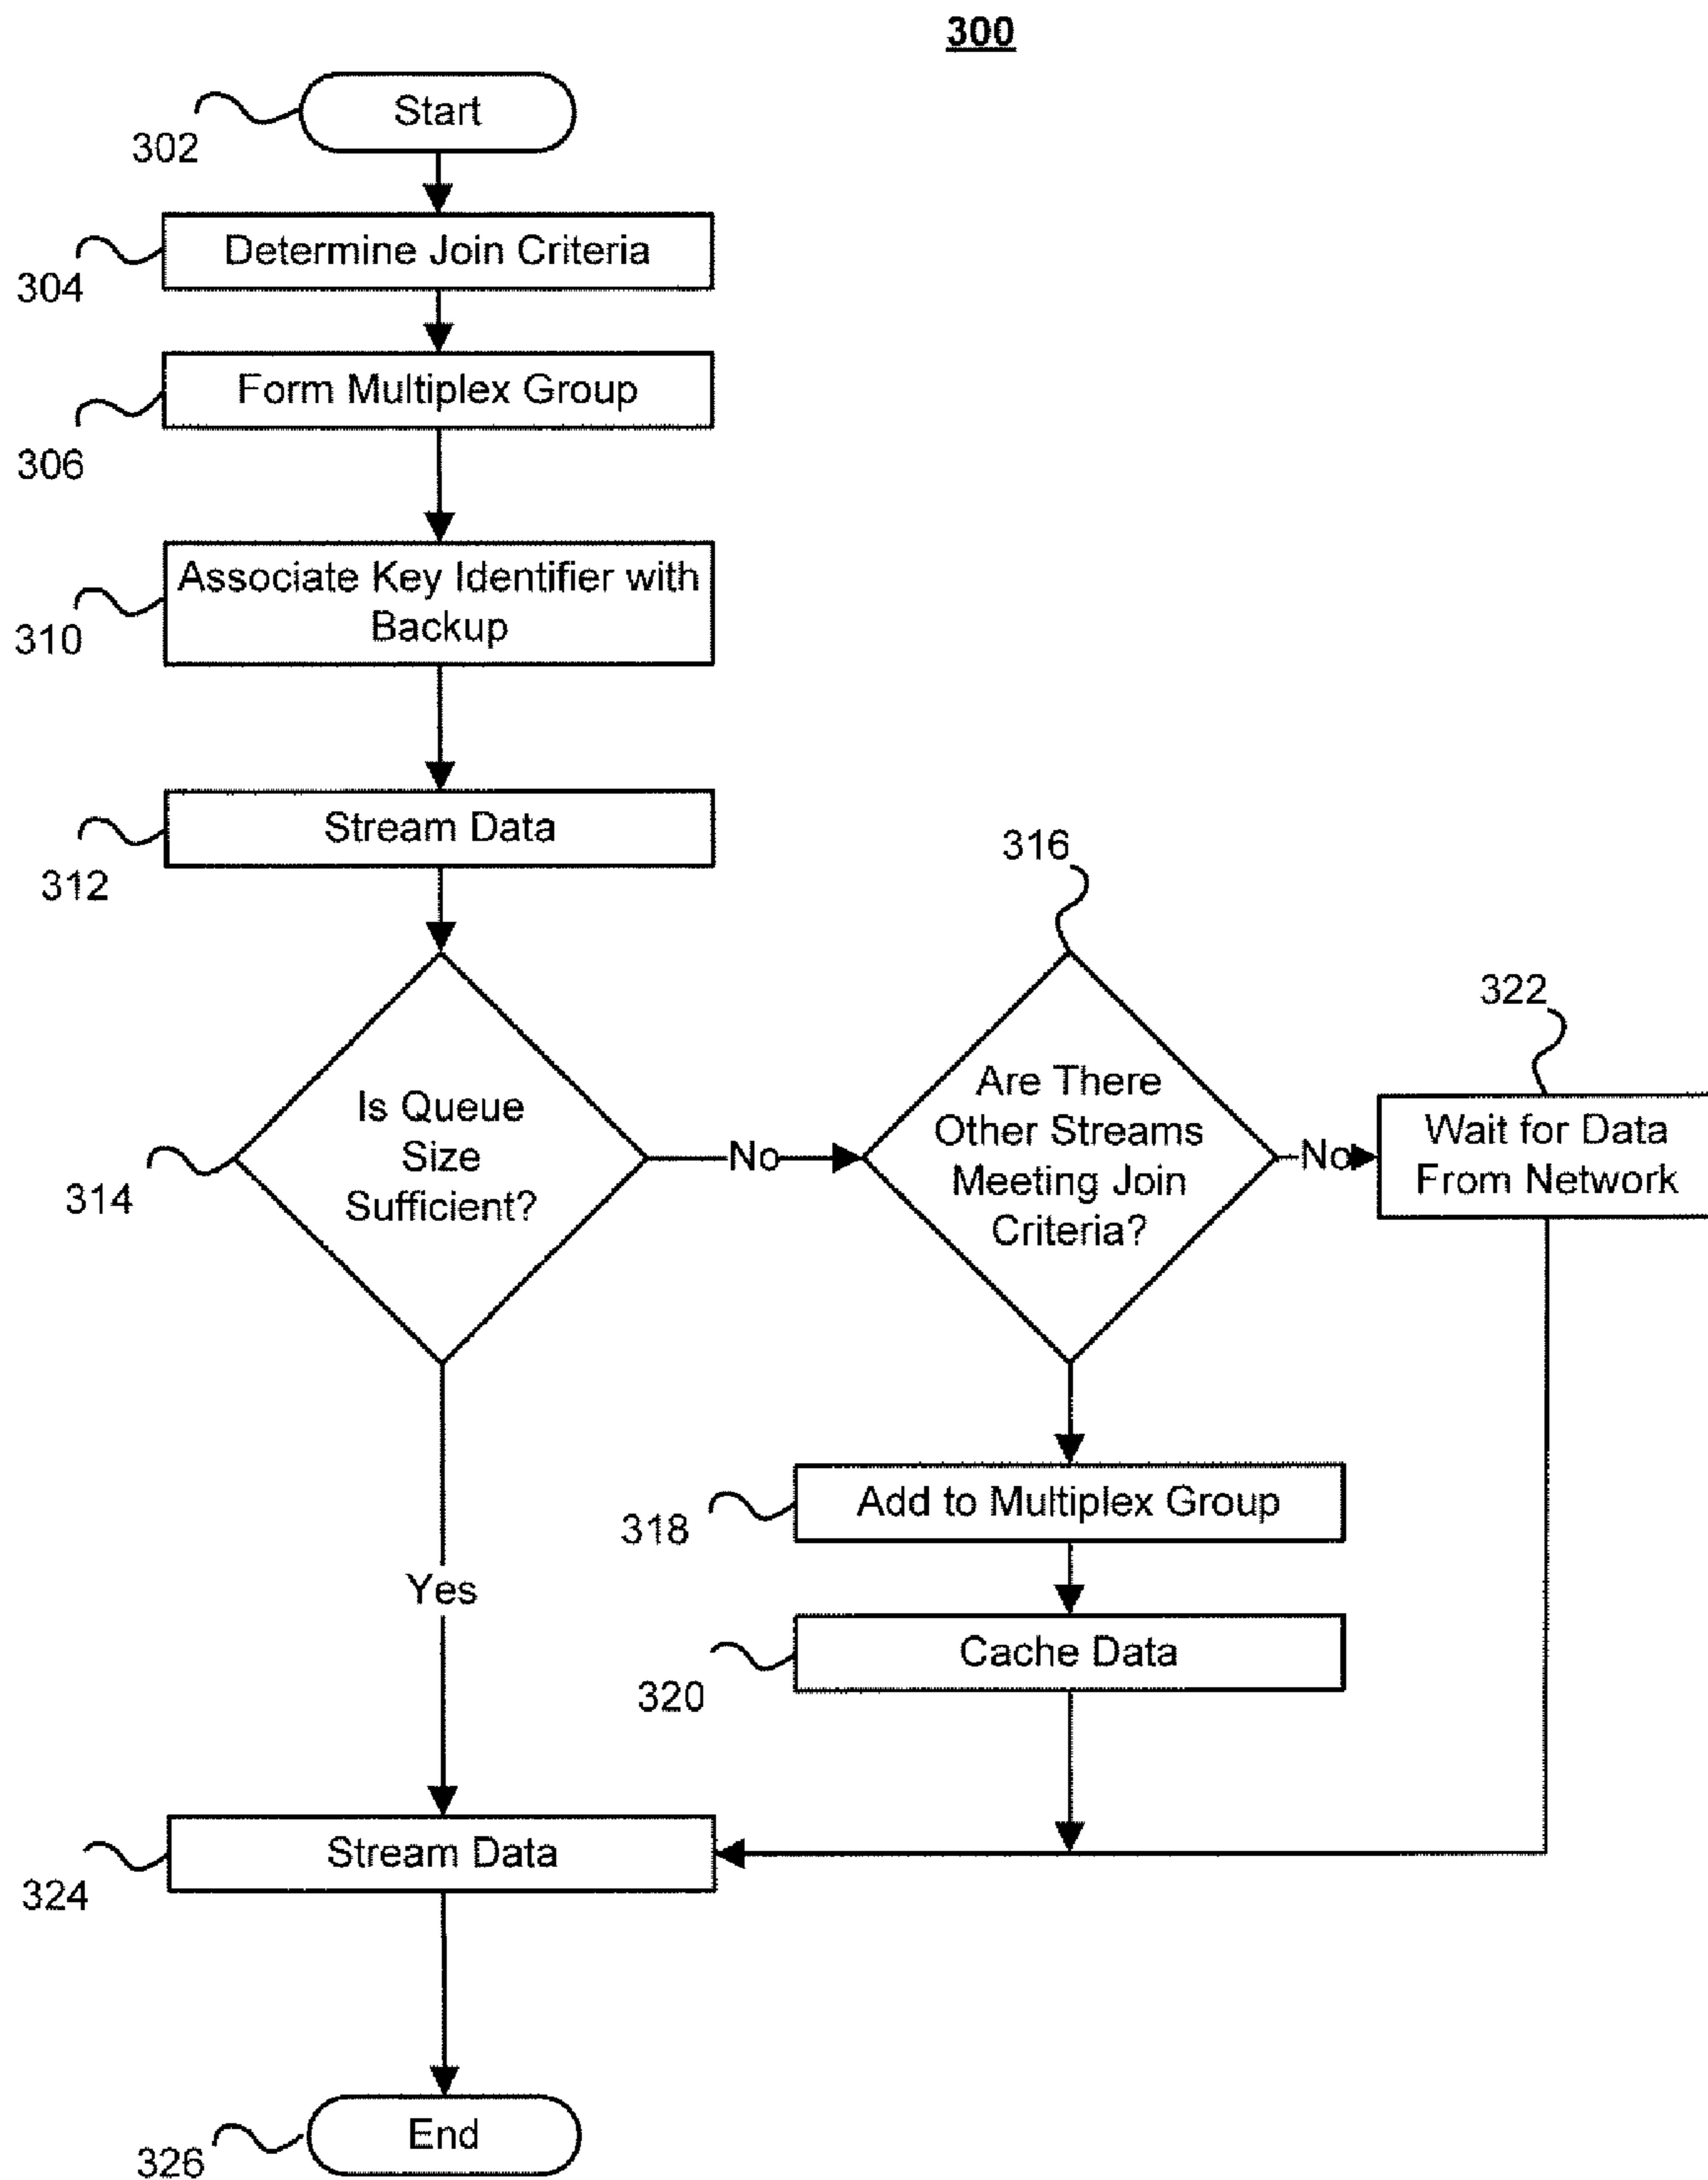 300
Start
302
Determine Join Criteria
304
Form Multiplex Group
306
Associate Key Identifier with
Backup
310
Stream Data
312
316
322
Is Queue
Size
Sufficient?
314
No
Are There
Other Streams
Meeting Join
Criteria?
No
Wait for Data
From Network
Add to Multiplex Group
318
Yes
Cache Data
320
Stream Data
324
End
326